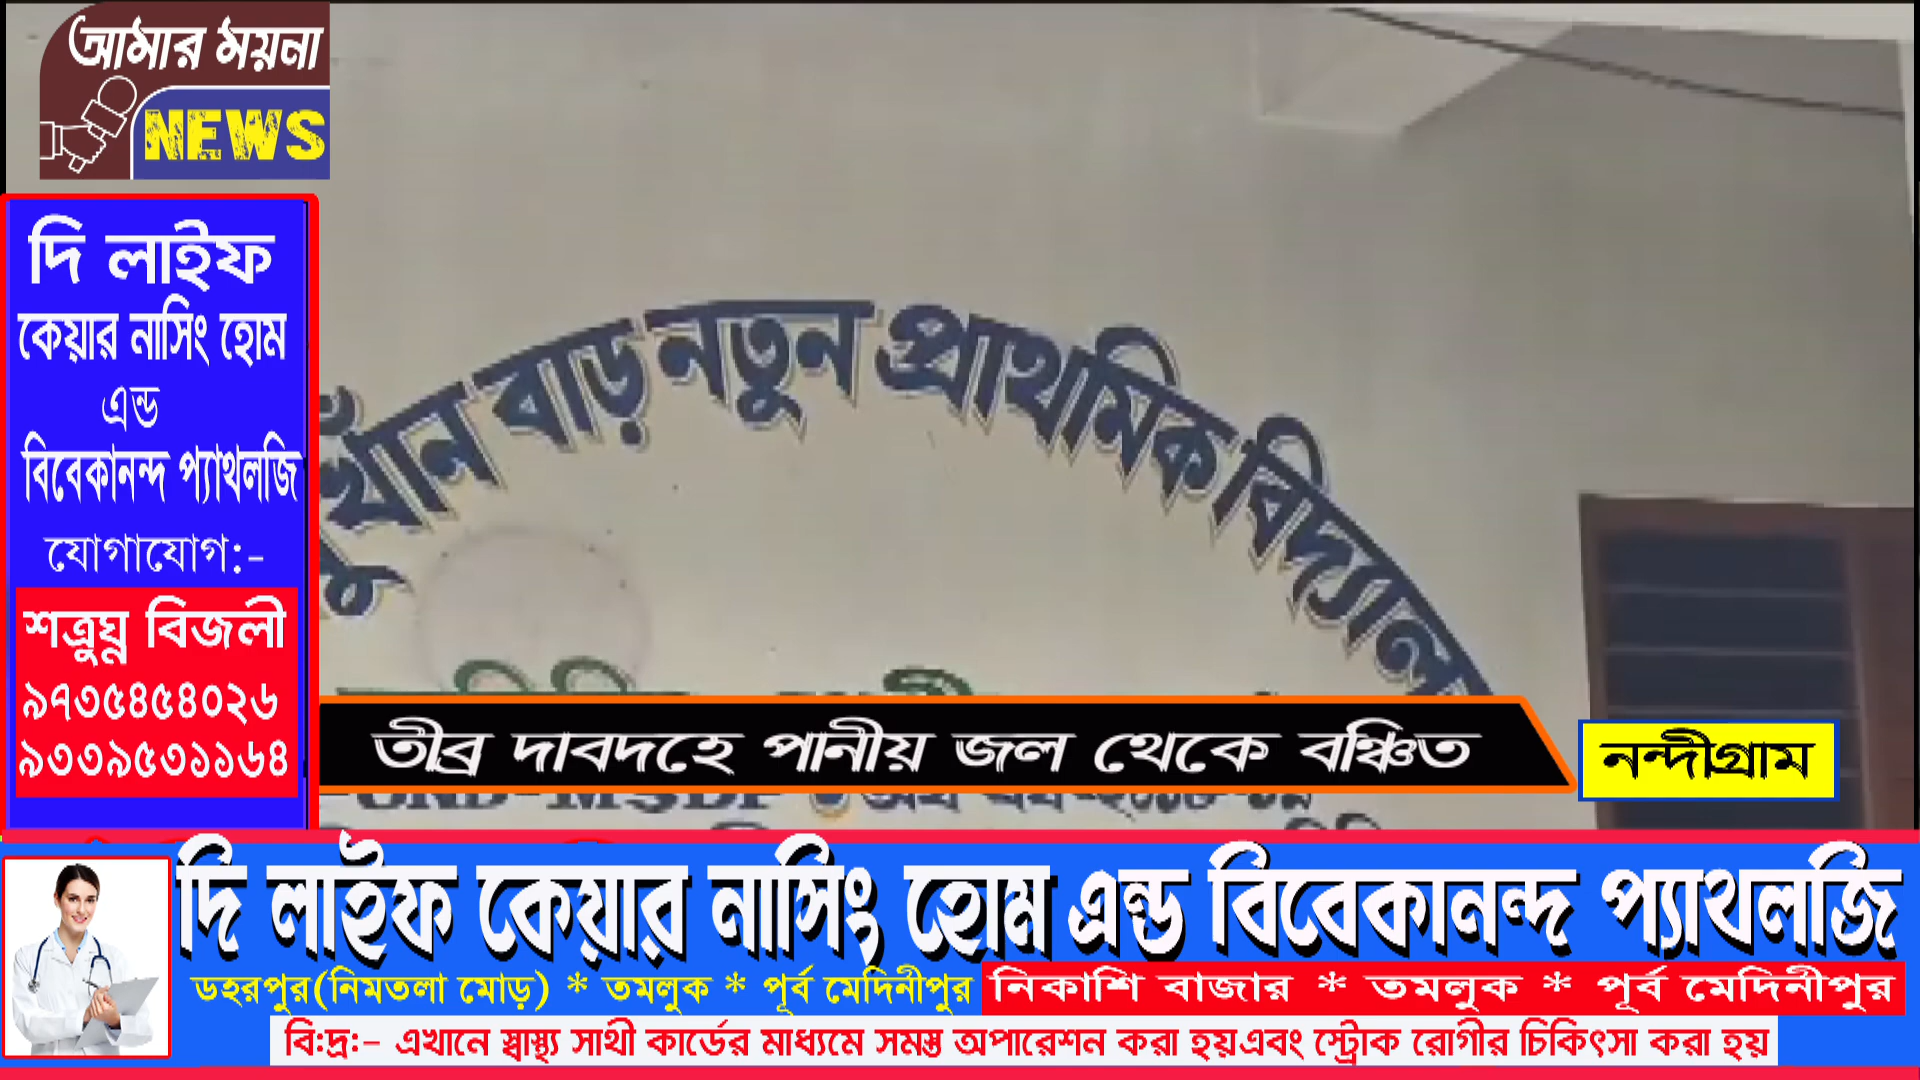 আমার ময়না
NEWS
দি লাইফ
কেয়ার নার্সিং হোম
এন্ড
বিবেকানন্দ প্যাথলজি
যোগাযোগ:-
শত্রুঘ্ন বিজলী
৯৭৩৫৪৫৪০২৬
৯৩৩৯৫৩১১৬৪
বাড় নতুন প্রাথমিক বিদ্যালয়
তীব্র দাবদহে পানীয় জল থেকে বঞ্চিত
নন্দীগ্রাম
দি লাইফ কেয়ার নার্সিং হোম এন্ড বিবেকানন্দ প্যাথলজি
ডহরপুর(নিমতলা মোড়) * তমলুক * পূর্ব মেদিনীপুর
নিকাশি বাজার * তমলুক * পূর্ব মেদিনীপুর
বি:দ্র:- এখানে স্বাস্থ্য সাথী কার্ডের মাধ্যমে সমস্ত অপারেশন করা হয়এবং স্ট্রোক রোগীর চিকিৎসা করা হয়